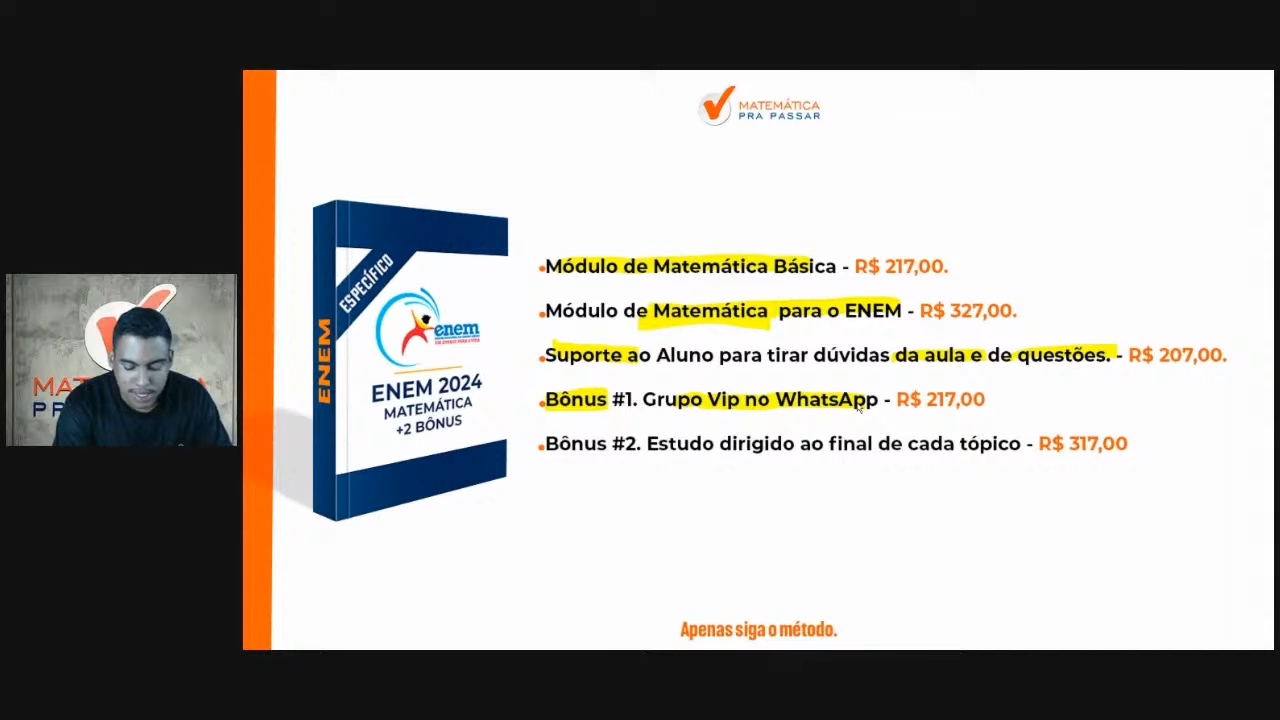 MATEMÁTICA
PRA PASSAR
•Módulo de Matemática Básica - R$ 217,00.
•Módulo de Matemática para o ENEM - R$ 327,00.
•Suporte ao Aluno para tirar dúvidas da aula e de questões. - R$ 207,00.
•Bônus #1. Grupo Vip no WhatsApp - R$ 217,00
•Bônus #2. Estudo dirigido ao final de cada tópico - R$ 317,00
ESPECÍFICO
ENEM
enem
ENEM 2024
MATEMÁTICA
+2 BÔNUS
MAT
P
Apenas siga o método.